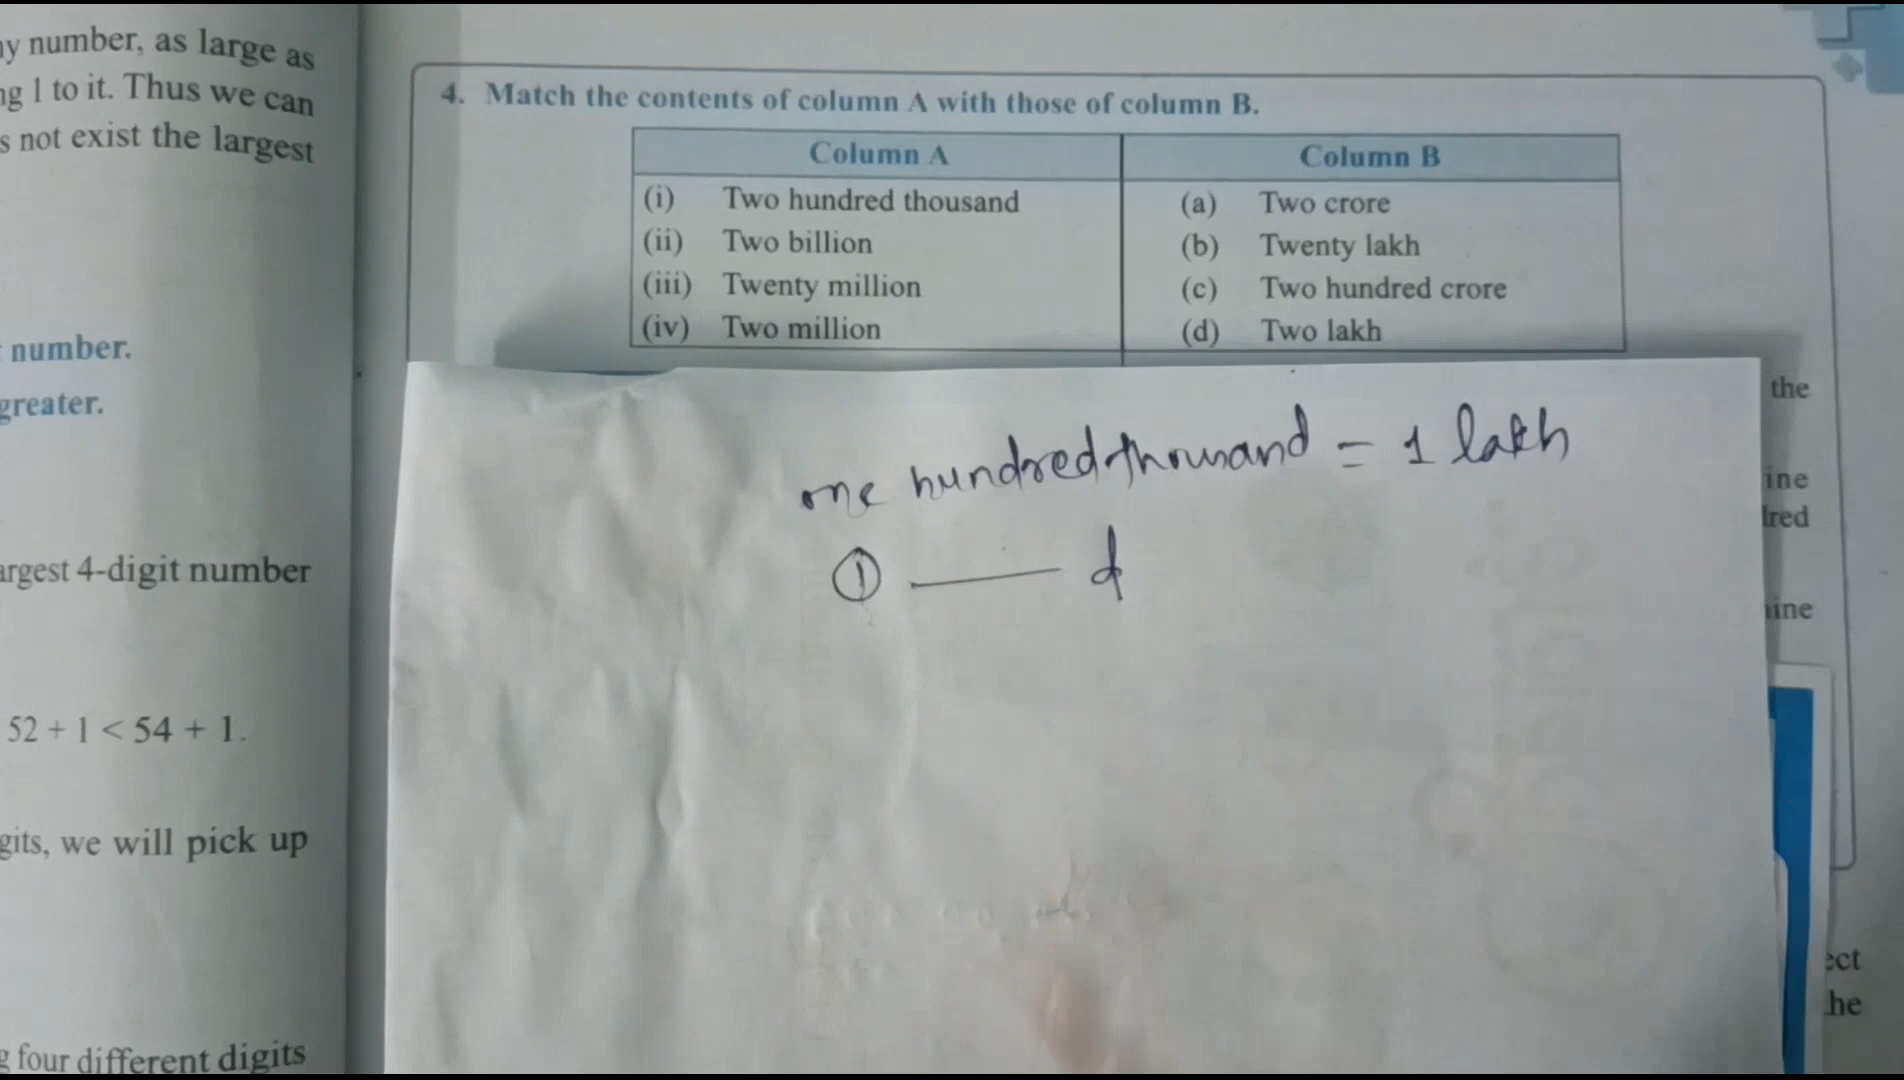 y number, as large as
ng 1 to it. Thus we can
s not exist the largest
number.
greater.
argest 4-digit number
52 + 1 < 54 + 1.
gits, we will pick up
g four different digits
4. Match the contents of column A with those of column B.
Column A Column B
(i) Two hundred thousand (a) Two crore
(ii) Two billion (b) Twenty lakh
(iii) Twenty million (c) Two hundred crore
(iv) Two million (d) Two lakh
one hundred thousand = 1 lakh
① — d
the
ine
dred
nine
ect
he